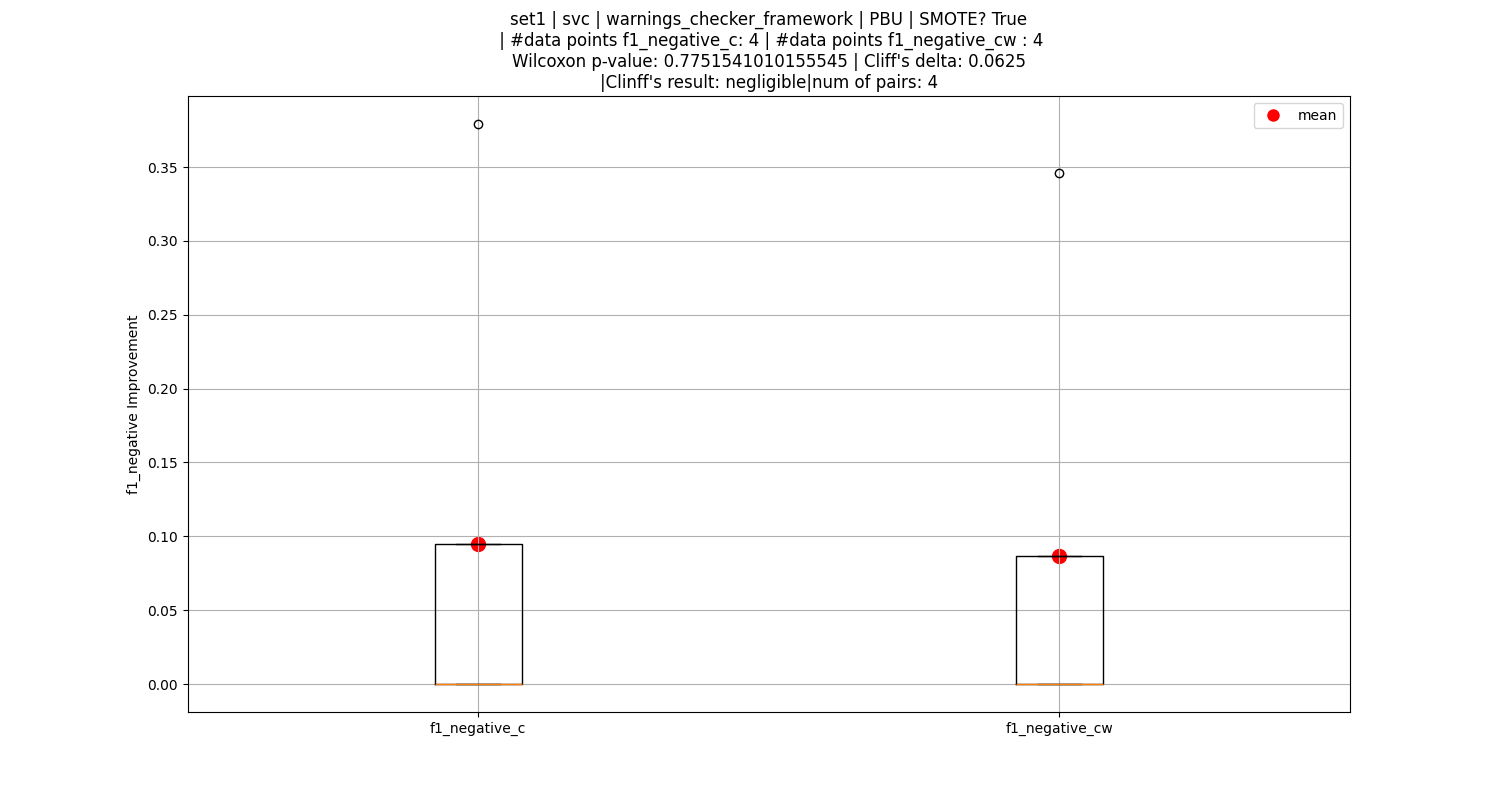 set1 | svc | warnings_checker_framework | PBU | SMOTE? True
| #data points f1_negative_c: 4 | #data points f1_negative_cw : 4
Wilcoxon p-value: 0.7751541010155545 | Cliff's delta: 0.0625
|Clinff's result: negligible|num of pairs: 4
mean
0.35
0.30
0.25
0.20
0.15
0.10
0.05
0.00
f1_negative Improvement
f1_negative_c
f1_negative_cw